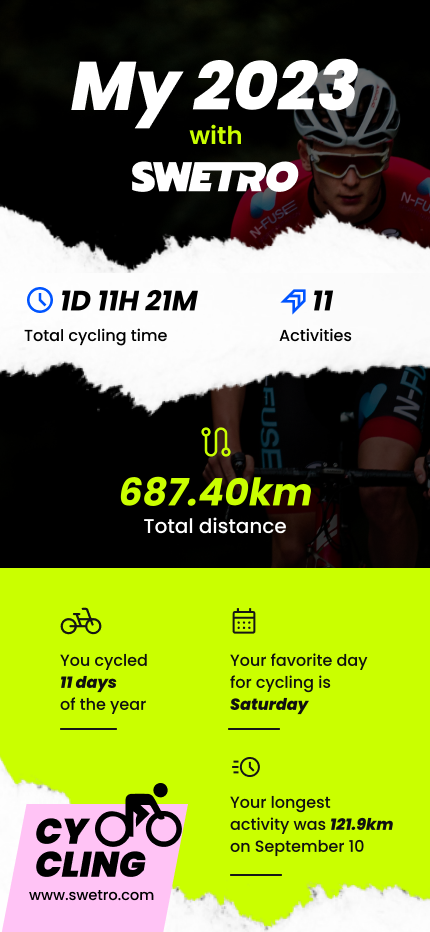 My 2023
with
SWETRO
1D 11H 21M
Total cycling time
11
Activities
N-FUSE
687.40km
Total distance
You cycled
11 days
of the year
Your favorite day
for cycling is
Saturday
Your longest
activity was 121.9km
on September 10
CY
CLING
www.swetro.com